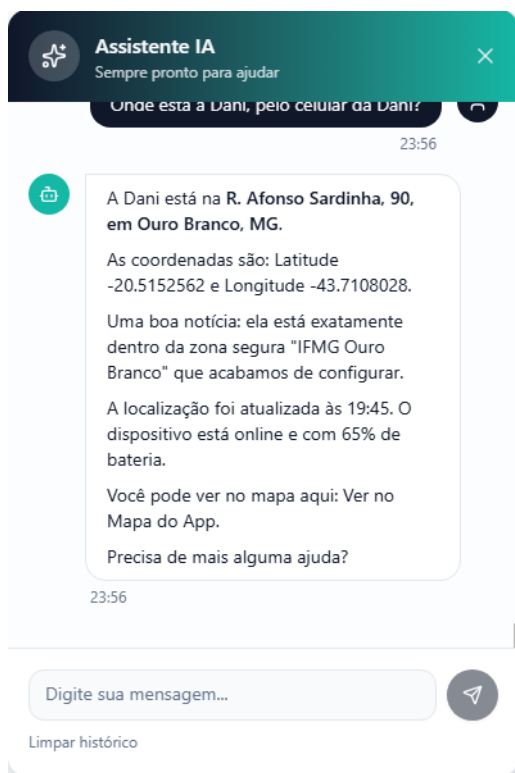 Assistente IA
Sempre pronto para ajudar
Onde está a Dani, pelo celular da Dani?
23:56
A Dani está na R. Afonso Sardinha, 90,
em Ouro Branco, MG.
As coordenadas são: Latitude
-20.5152562 e Longitude -43.7108028.
Uma boa notícia: ela está exatamente
dentro da zona segura "IFMG Ouro
Branco" que acabamos de configurar.
A localização foi atualizada às 19:45. O
dispositivo está online e com 65% de
bateria.
Você pode ver no mapa aqui: Ver no
Mapa do App.
Precisa de mais alguma ajuda?
23:56
Digite sua mensagem...
Limpar histórico